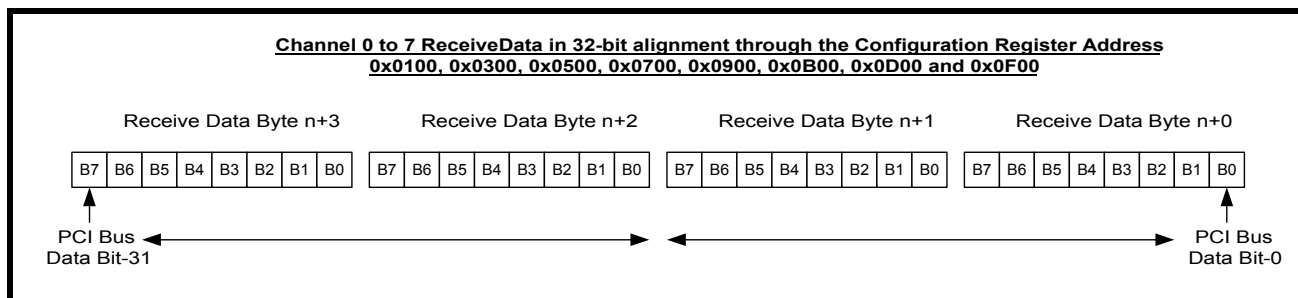 Channel 0 to 7 ReceiveData in 32-bit alignment through the Configuration Register Address
0x0100, 0x0300, 0x0500, 0x0700, 0x0900, 0x0B00, 0x0D00 and 0x0F00
Receive Data Byte n+3 Receive Data Byte n+2 Receive Data Byte n+1 Receive Data Byte n+0
B7 B6 B5 B4 B3 B2 B1 B0 B7 B6 B5 B4 B3 B2 B1 B0 B7 B6 B5 B4 B3 B2 B1 B0 B7 B6 B5 B4 B3 B2 B1 B0
PCI Bus PCI Bus
Data Bit-31 Data Bit-0